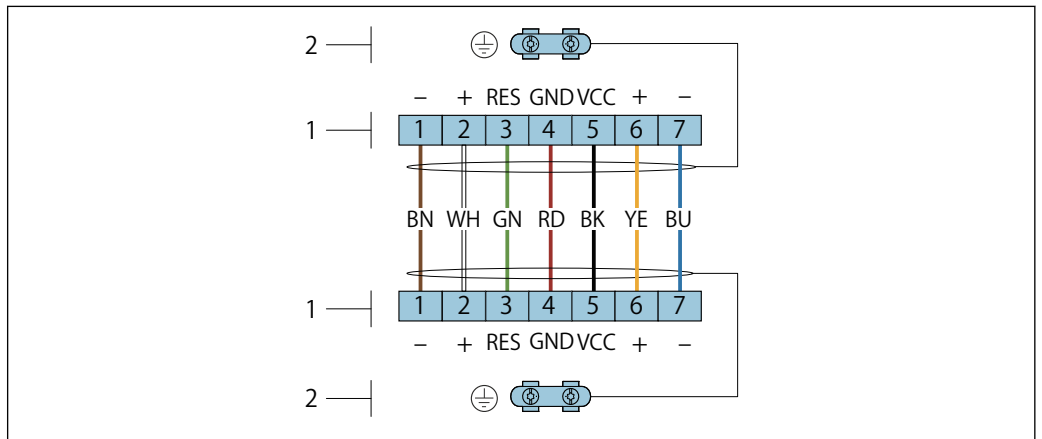 2
− + RES GND VCC + −
1 1 2 3 4 5 6 7
BN WH GN RD BK YE BU
1 1 2 3 4 5 6 7
− + RES GND VCC + −
2